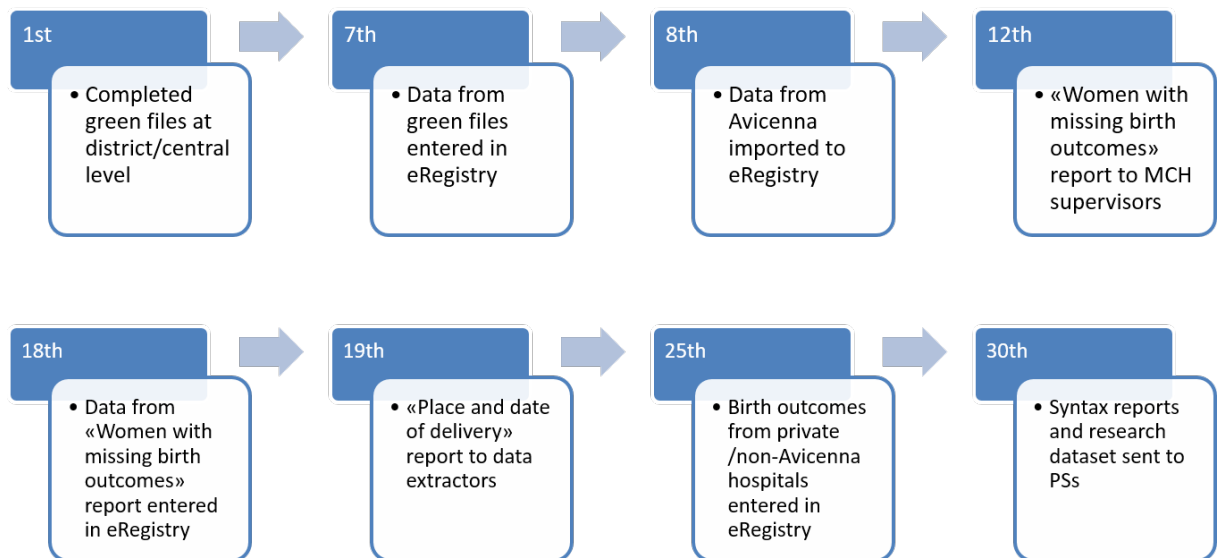 1st
• Completed
green files at
district/central
level
7th
• Data from
green files
entered in
eRegistry
8th
• Data from
Avicenna
imported to
eRegistry
12th
• «Women with
missing birth
outcomes»
report to MCH
supervisors
18th
• Data from
«Women with
missing birth
outcomes»
report entered
in eRegistry
19th
• «Place and date
of delivery»
report to data
extractors
25th
• Birth outcomes
from private
/non-Avicenna
hospitals
entered in
eRegistry
30th
• Syntax reports
and research
dataset sent to
PSs